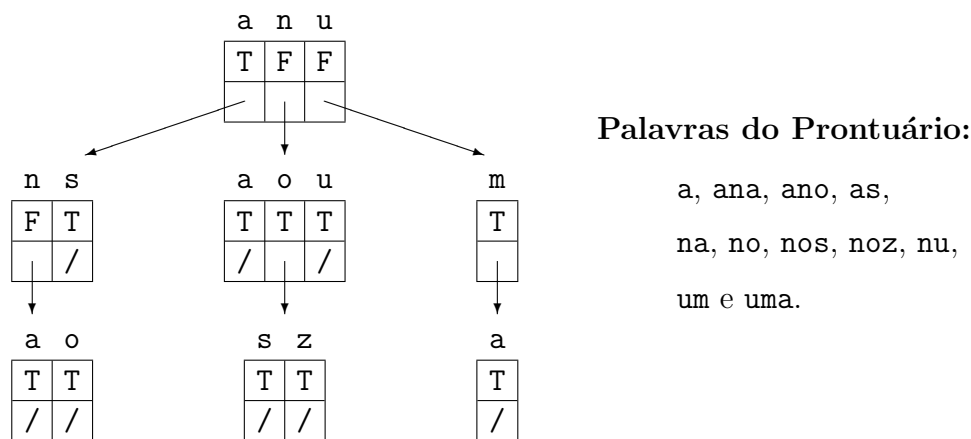 a n u
T F F
Palavras do Prontuário:
n s a o u m
a, ana, ano, as,
F T T T T T
/ / /
na, no, nos, noz, nu,
um e uma.
a o s z a
T T T T T
/ / / / /